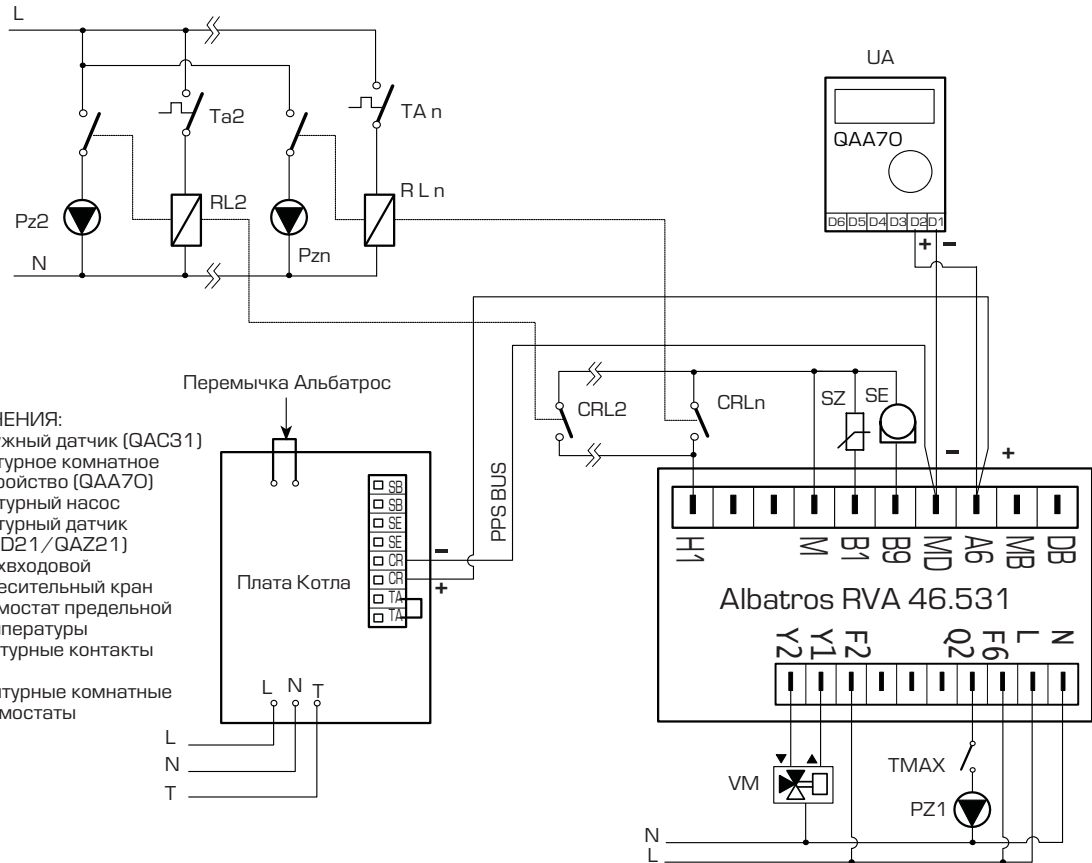 L
UA
Ta2
TA n
QAA70
RL2
R L n
Pz2
Pzn
D6 D5 D4 D3 D2 D1
+ −
N
Перемычка Альбатрос
CRL2
CRLn
SZ
SE
− +
PPS BUS
НЕНИЯ:
ужный датчик (QAC31)
турное комнатное
ройство (QAA70)
турный насос
турный датчик
D21/QAZ21)
хвходовой
есительный кран
мостат предельной
пературы
турные контакты
турные комнатные
мостаты
SB
SB
SE
SE
CR
CR
TA
TA
−
+
Плата Котла
L N T
L
N
T
H1 M B1 B9 MD A6 MB DB
Albatros RVA 46.531
Y2 Y1 F2 Q2 F6 L N
VM
TMAX
PZ1
N
L